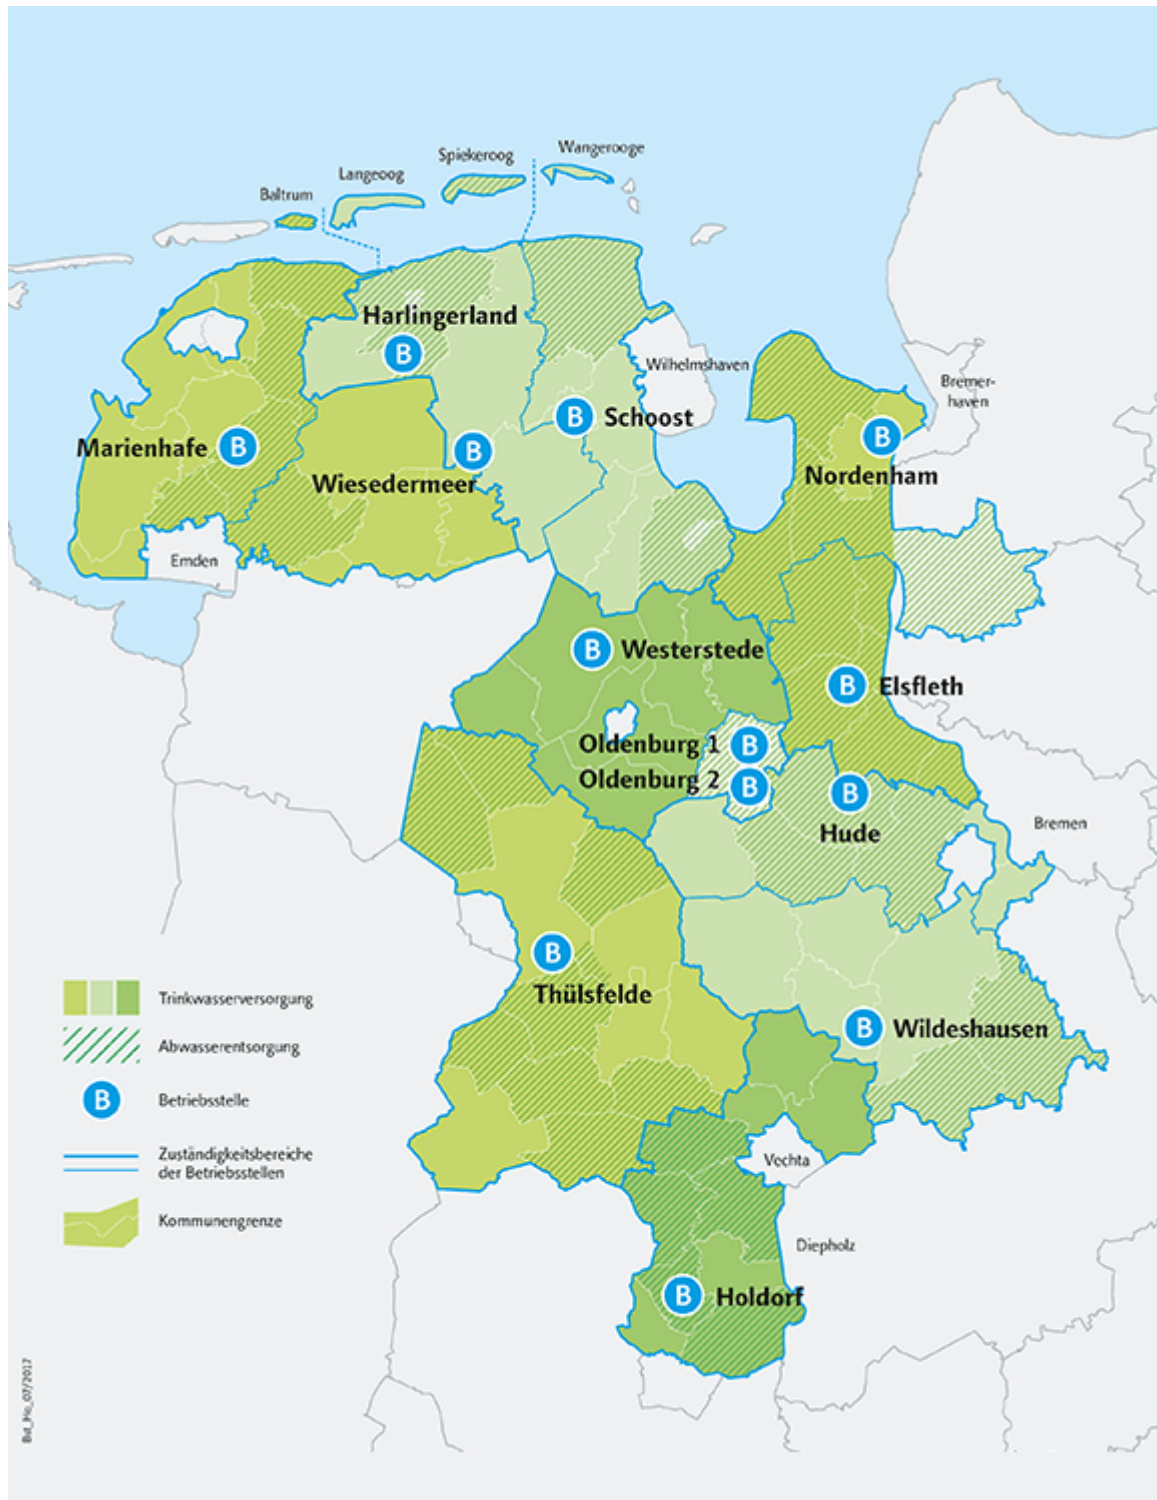 Wangerooge
Spiekeroog
Langeoog
Baltrum
Harlingerland
B
Wilhelmshaven
Bremer-
haven
B Schoost
Marienhafe B
B
Wiesedermeer
B
Nordenham
Emden
B Westerstede
B Elsfleth
Oldenburg 1 B
Oldenburg 2 B
B
Hude
Bremen
B
Thülsfelde
Trinkwasserversorgung
B Wildeshausen
Abwasserentsorgung
B Betriebsstelle
Zuständigkeitsbereiche
der Betriebsstellen
Vechta
Kommunengrenze
Diepholz
B Holdorf